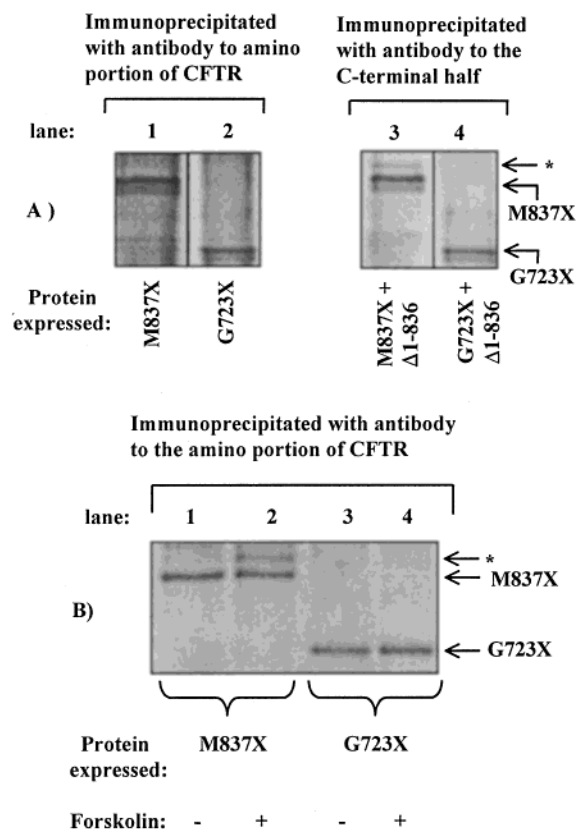 Immunoprecipitated
with antibody to amino
portion of CFTR
Immunoprecipitated
with antibody to the
C-terminal half
lane: 1 2 3 4
*
M837X
A )
G723X
Protein
expressed:
M837X
G723X
M837X +
Δ1-836
G723X +
Δ1-836
Immunoprecipitated with antibody
to the amino portion of CFTR
lane: 1 2 3 4
*
M837X
B)
G723X
Protein
expressed:
M837X G723X
Forskolin: - + - +